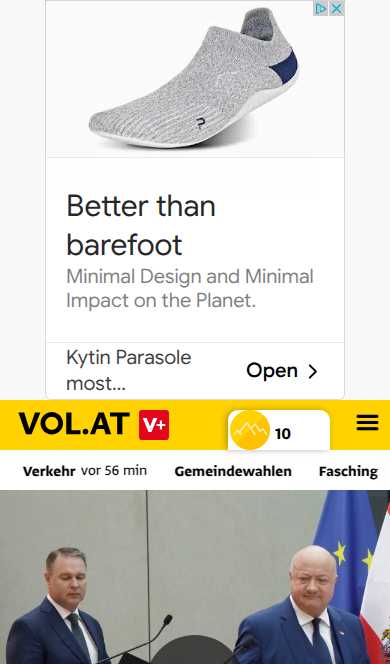 Better than
barefoot
Minimal Design and Minimal
Impact on the Planet.
Kytin Parasole
most...
Open
VOL.AT V+
10
Verkehr vor 56 min Gemeindewahlen Fasching